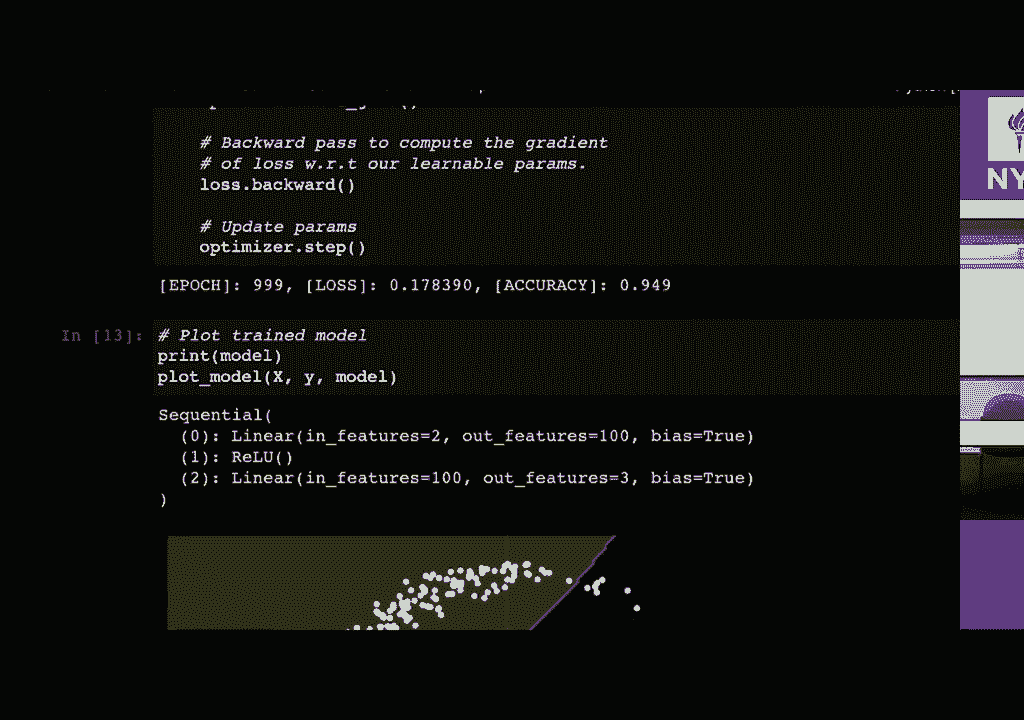 # Backward pass to compute the gradient
# of loss w.r.t our learnable params.
loss.backward()
# Update params
optimizer.step()
[EPOCH]: 999, [LOSS]: 0.178390, [ACCURACY]: 0.949
In [13]:
# Plot trained model
print(model)
plot_model(X, y, model)
Sequential(
(0): Linear(in_features=2, out_features=100, bias=True)
(1): ReLU()
(2): Linear(in_features=100, out_features=3, bias=True)
)
NY